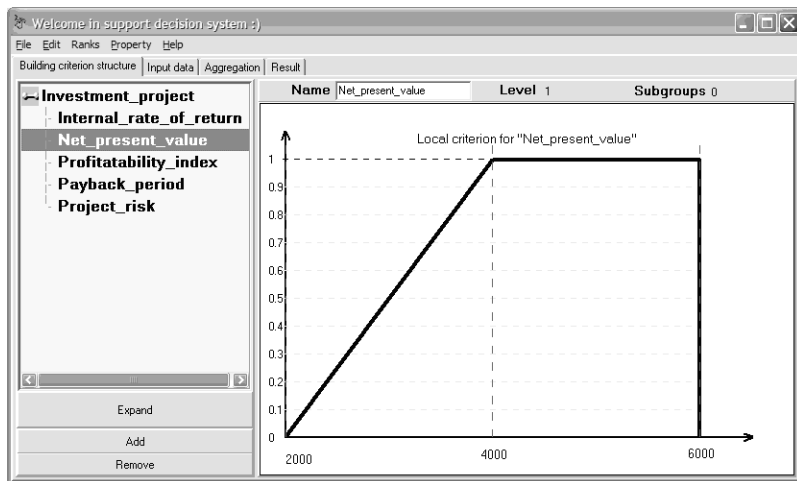 Welcome in support decision system :)
File Edit Ranks Property Help
Building criterion structure Input data Aggregation Result
Investment_project
Internal_rate_of_return
Net_present_value
Profitatability_index
Payback_period
Project_risk
Expand
Add
Remove
Name Net_present_value Level 1 Subgroups 0
Local criterion for "Net_present_value"
1
0.9
0.8
0.7
0.6
0.5
0.4
0.3
0.2
0.1
0
2000 4000 6000